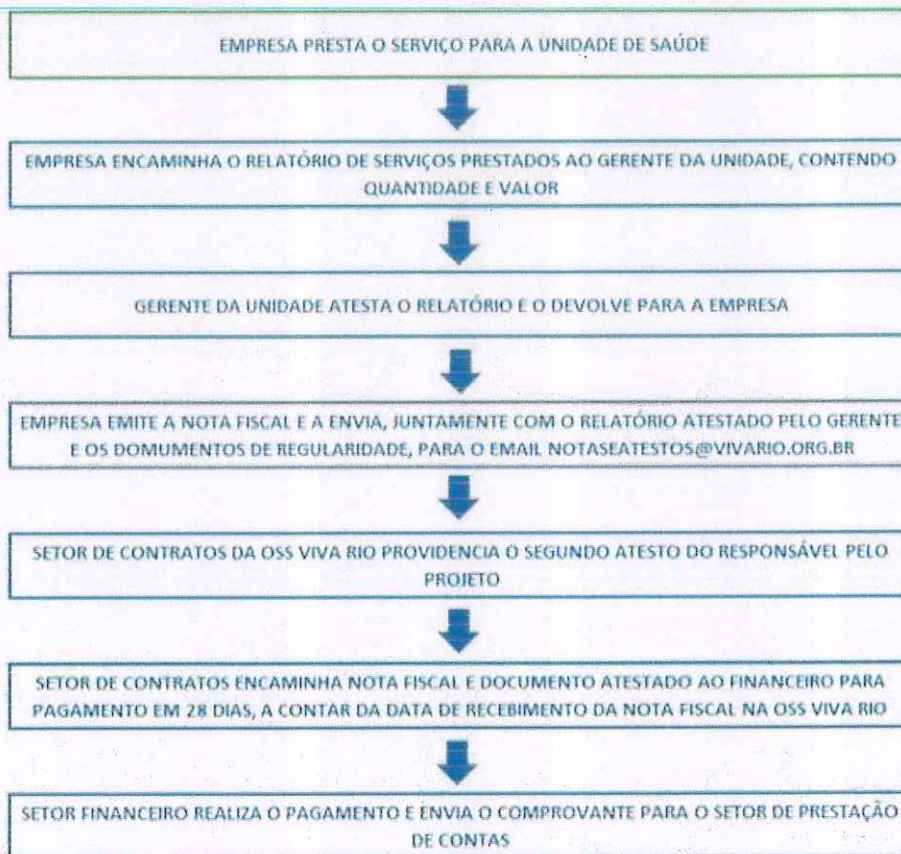 EMPRESA PRESTA O SERVIÇO PARA A UNIDADE DE SAÚDE
EMPRESA ENCAMINHA O RELATÓRIO DE SERVIÇOS PRESTADOS AO GERENTE DA UNIDADE, CONTENDO
QUANTIDADE E VALOR
GERENTE DA UNIDADE ATESTA O RELATÓRIO E O DEVOLVE PARA A EMPRESA
EMPRESA EMITE A NOTA FISCAL E A ENVIA, JUNTAMENTE COM O RELATÓRIO ATESTADO PELO GERENTE
E OS DOMUMENTOS DE REGULARIDADE, PARA O EMAIL NOTASEATESTOS@VIVARIO.ORG.BR
SETOR DE CONTRATOS DA OSS VIVA RIO PROVIDENCIA O SEGUNDO ATESTO DO RESPONSÁVEL PELO
PROJETO
SETOR DE CONTRATOS ENCAMINHA NOTA FISCAL E DOCUMENTO ATESTADO AO FINANCEIRO PARA
PAGAMENTO EM 28 DIAS, A CONTAR DA DATA DE RECEBIMENTO DA NOTA FISCAL NA OSS VIVA RIO
SETOR FINANCEIRO REALIZA O PAGAMENTO E ENVIA O COMPROVANTE PARA O SETOR DE PRESTAÇÃO
DE CONTAS